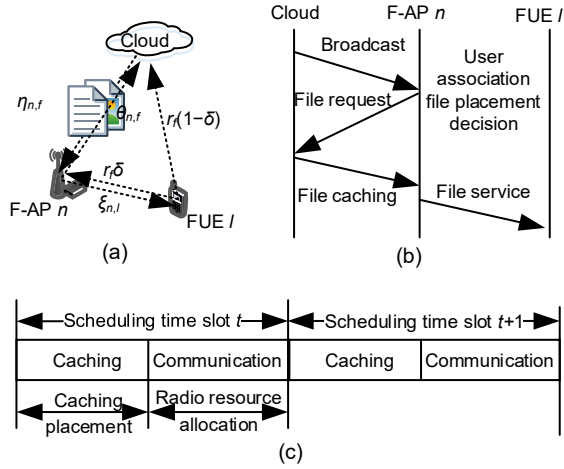 Cloud
η_{n,f}
θ_{n,f}
r_f(1−δ)
r_fδ
ξ_{n,l}
F-AP n
FUE l
(a)
Cloud
F-AP n
FUE l
Broadcast
User
association
file placement
decision
File request
File caching
File service
(b)
Scheduling time slot t
Scheduling time slot t+1
Caching
Communication
Caching
Communication
Caching
placement
Radio resource
allocation
(c)